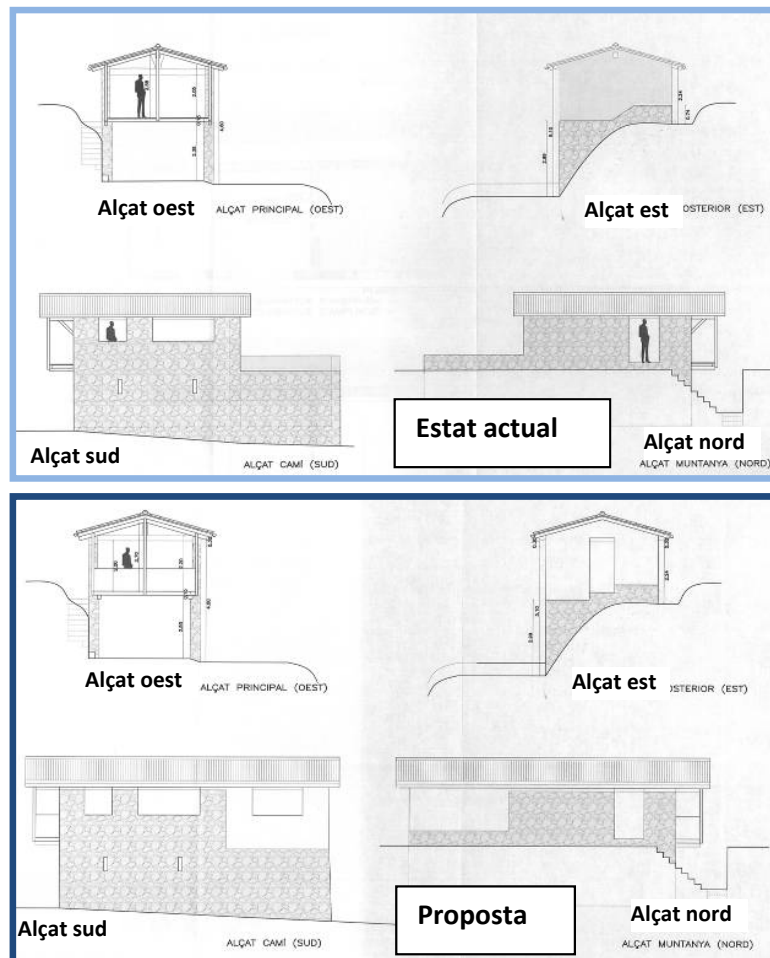 Alçat oest
ALÇAT PRINCIPAL (OEST)
Alçat est
OSTERIOR (EST)
Alçat sud
ALÇAT CAMÍ (SUD)
Estat actual
Alçat nord
ALÇAT MUNTANYA (NORD)
Alçat oest
ALÇAT PRINCIPAL (OEST)
Alçat est
OSTERIOR (EST)
Alçat sud
ALÇAT CAMÍ (SUD)
Proposta
Alçat nord
ALÇAT MUNTANYA (NORD)